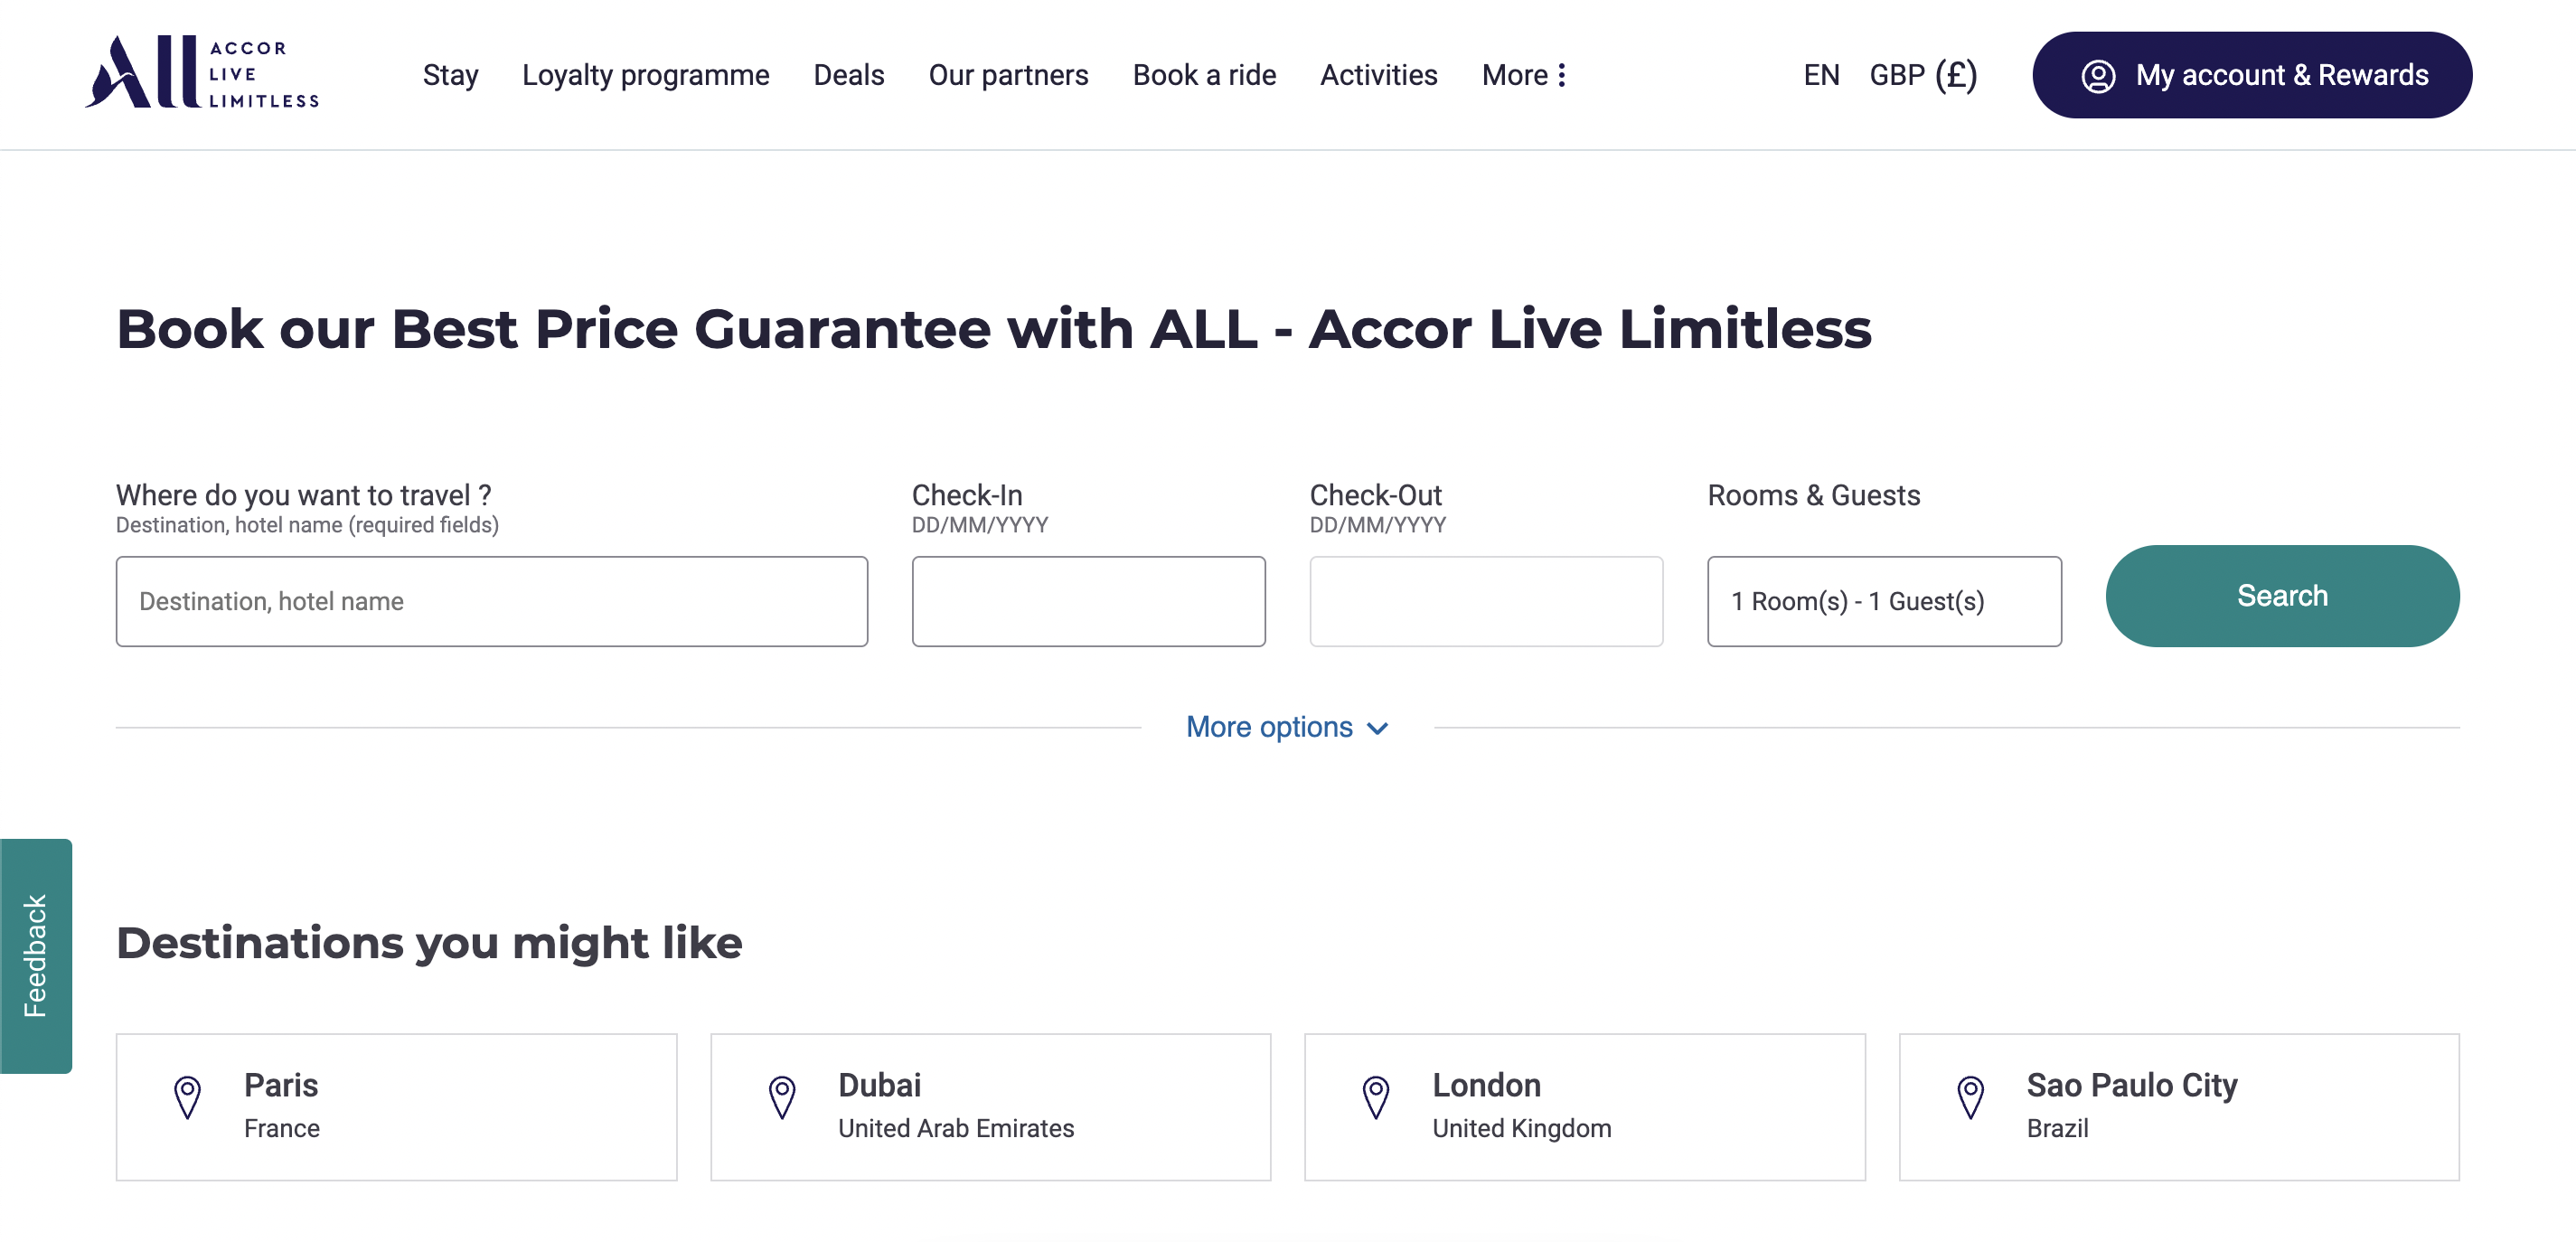 All ACCOR
LIVE
LIMITLESS
Stay Loyalty programme Deals Our partners Book a ride Activities More EN GBP (£) My account & Rewards
Book our Best Price Guarantee with ALL - Accor Live Limitless
Where do you want to travel ?
Destination, hotel name (required fields)
Destination, hotel name
Check-In
DD/MM/YYYY
Check-Out
DD/MM/YYYY
Rooms & Guests
1 Room(s) - 1 Guest(s)
Search
More options
Feedback
Destinations you might like
Paris
France
Dubai
United Arab Emirates
London
United Kingdom
Sao Paulo City
Brazil